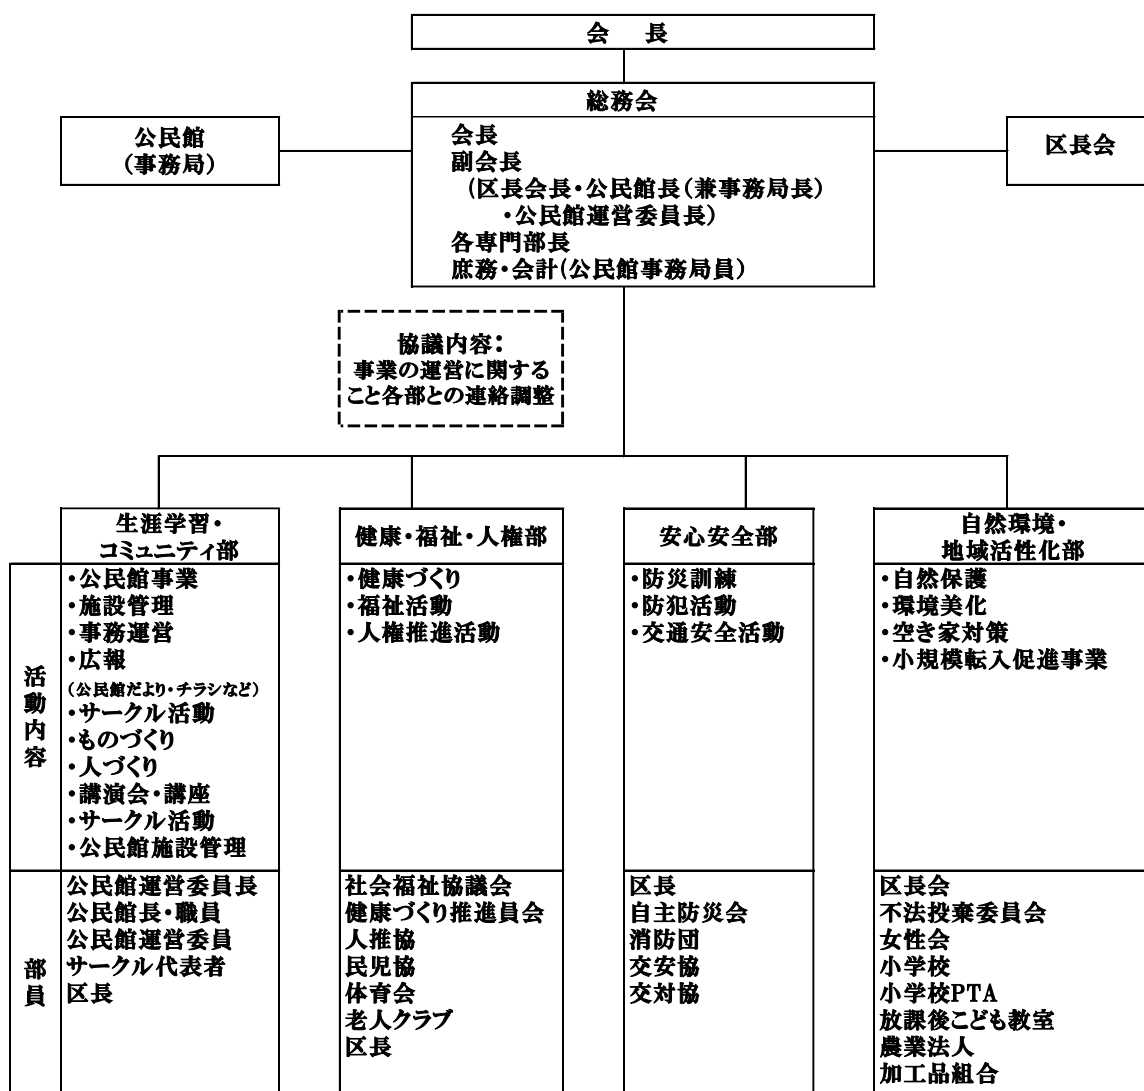 会　長
総務会
会長
副会長
(区長会長・公民館長(兼事務局長)
・公民館運営委員長)
各専門部長
庶務・会計(公民館事務局員)
公民館
(事務局)
区長会
協議内容:
事業の運営に関する
こと各部との連絡調整
生涯学習・
コミュニティ部
健康・福祉・人権部
安心安全部
自然環境・
地域活性化部
活動内容
・公民館事業
・施設管理
・事務運営
・広報
(公民館だより・チラシなど)
・サークル活動
・ものづくり
・人づくり
・講演会・講座
・サークル活動
・公民館施設管理
・健康づくり
・福祉活動
・人権推進活動
・防災訓練
・防犯活動
・交通安全活動
・自然保護
・環境美化
・空き家対策
・小規模転入促進事業
部員
公民館運営委員長
公民館長・職員
公民館運営委員
サークル代表者
区長
社会福祉協議会
健康づくり推進員会
人推協
民児協
体育会
老人クラブ
区長
区長
自主防災会
消防団
交安協
交対協
区長会
不法投棄委員会
女性会
小学校
小学校PTA
放課後こども教室
農業法人
加工品組合